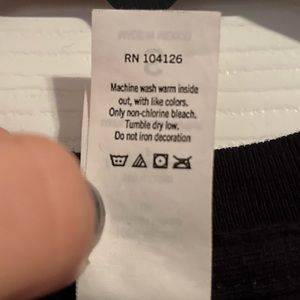 RN 104126
Machine wash warm inside
out, with like colors.
Only non-chlorine bleach.
Tumble dry low.
Do not iron decoration